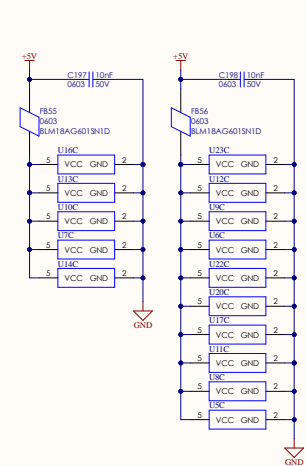 +5V
C197 10nF
0603 50V
FB55
0603
BLM18AG601SN1D
U16C
5 VCC GND 2
U13C
5 VCC GND 2
U10C
5 VCC GND 2
U7C
5 VCC GND 2
U14C
5 VCC GND 2
GND
+5V
C198 10nF
0603 50V
FB56
0603
BLM18AG601SN1D
U23C
5 VCC GND 2
U12C
5 VCC GND 2
U9C
5 VCC GND 2
U6C
5 VCC GND 2
U22C
5 VCC GND 2
U20C
5 VCC GND 2
U17C
5 VCC GND 2
U11C
5 VCC GND 2
U8C
5 VCC GND 2
U5C
5 VCC GND 2
GND